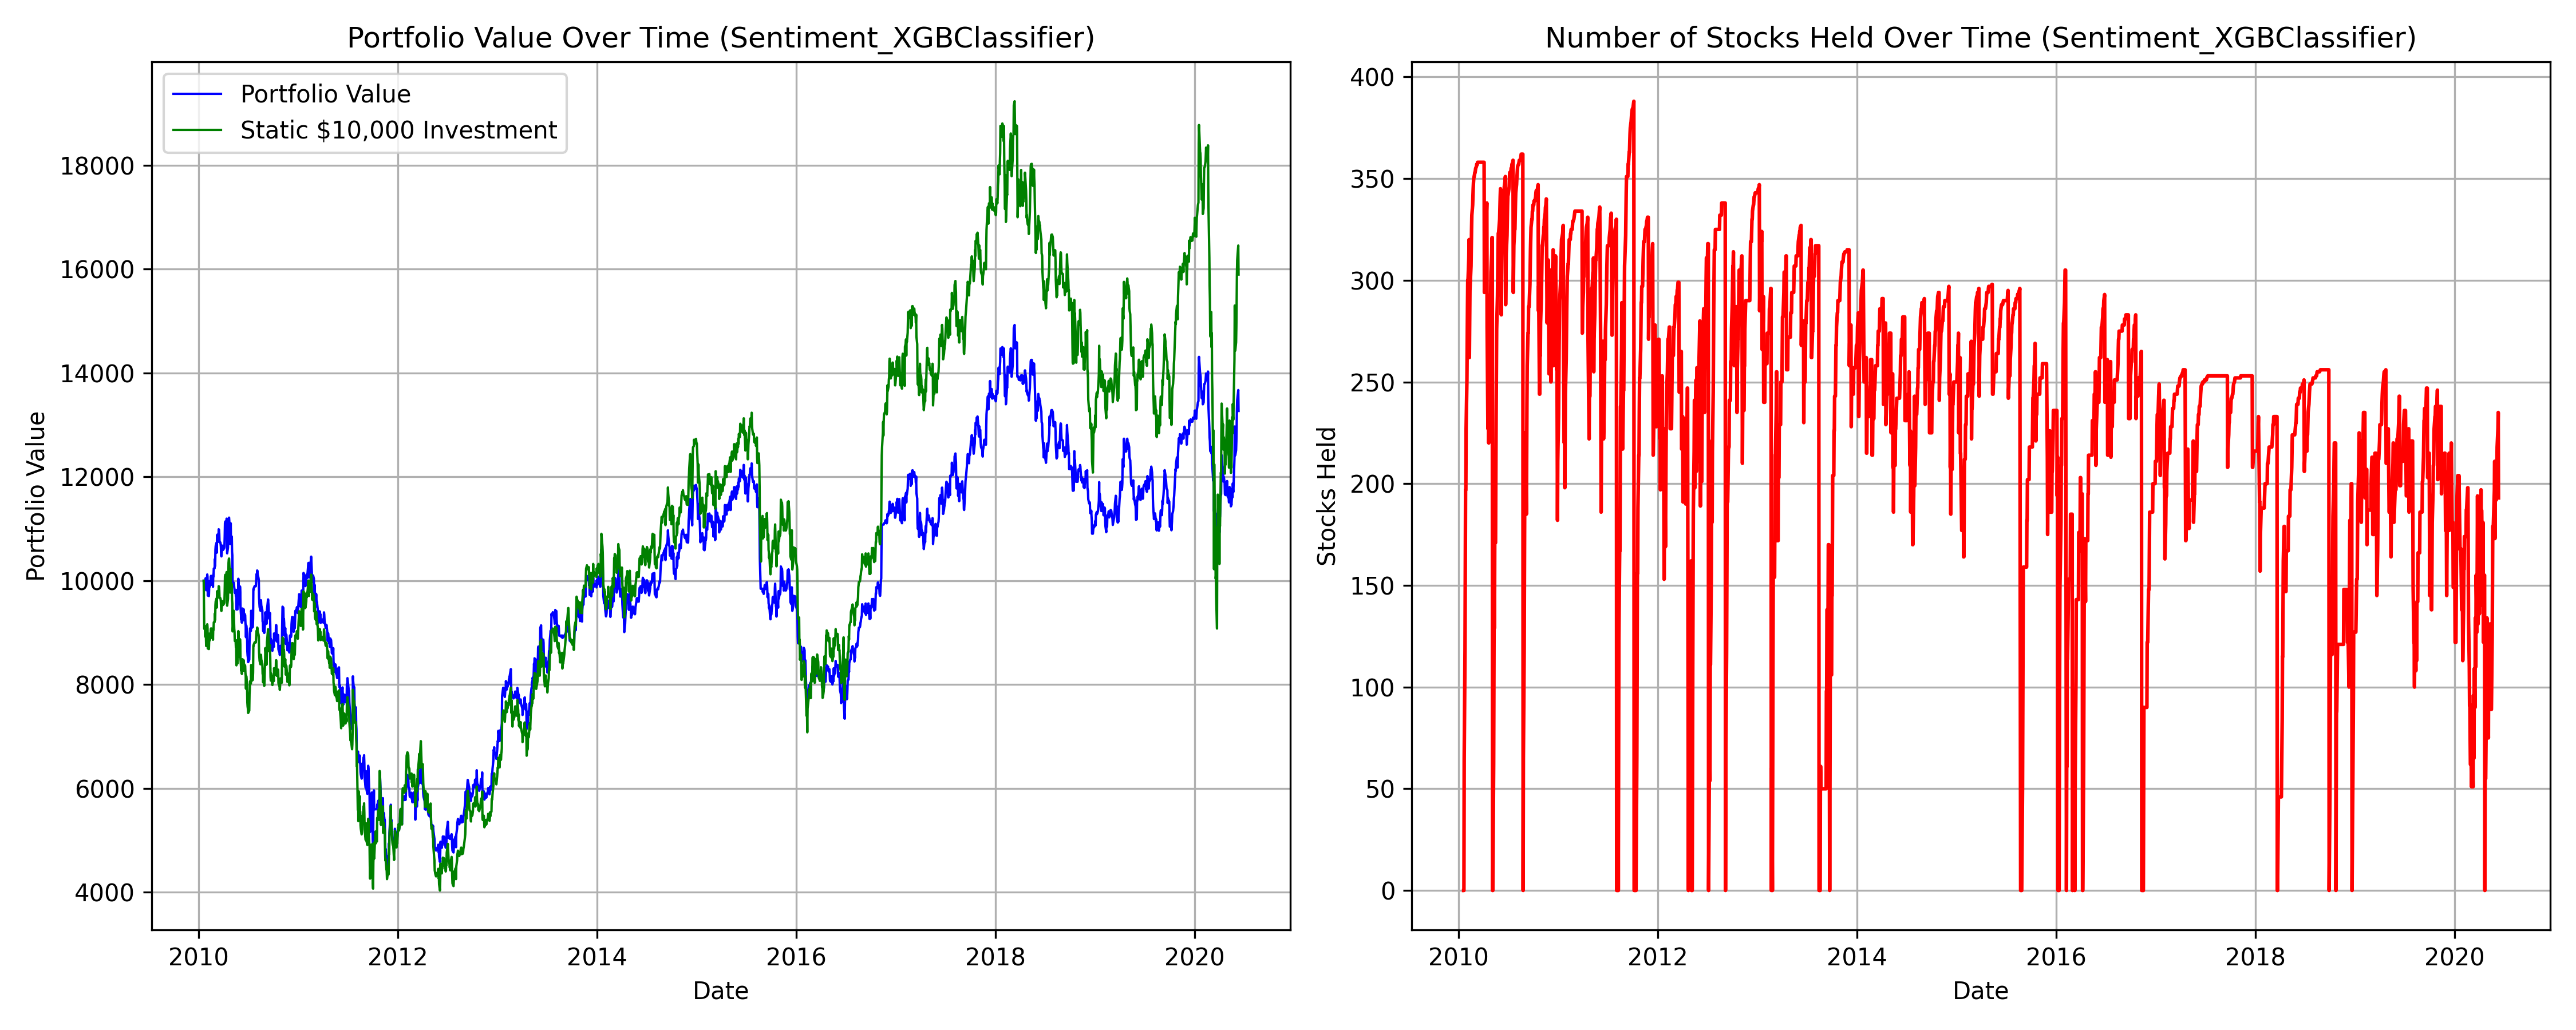 Portfolio Value Over Time (Sentiment_XGBClassifier)
Portfolio Value
Static $10,000 Investment
Portfolio Value
18000
16000
14000
12000
10000
8000
6000
4000
2010 2012 2014 2016 2018 2020
Date
Number of Stocks Held Over Time (Sentiment_XGBClassifier)
Stocks Held
400
350
300
250
200
150
100
50
0
2010 2012 2014 2016 2018 2020
Date